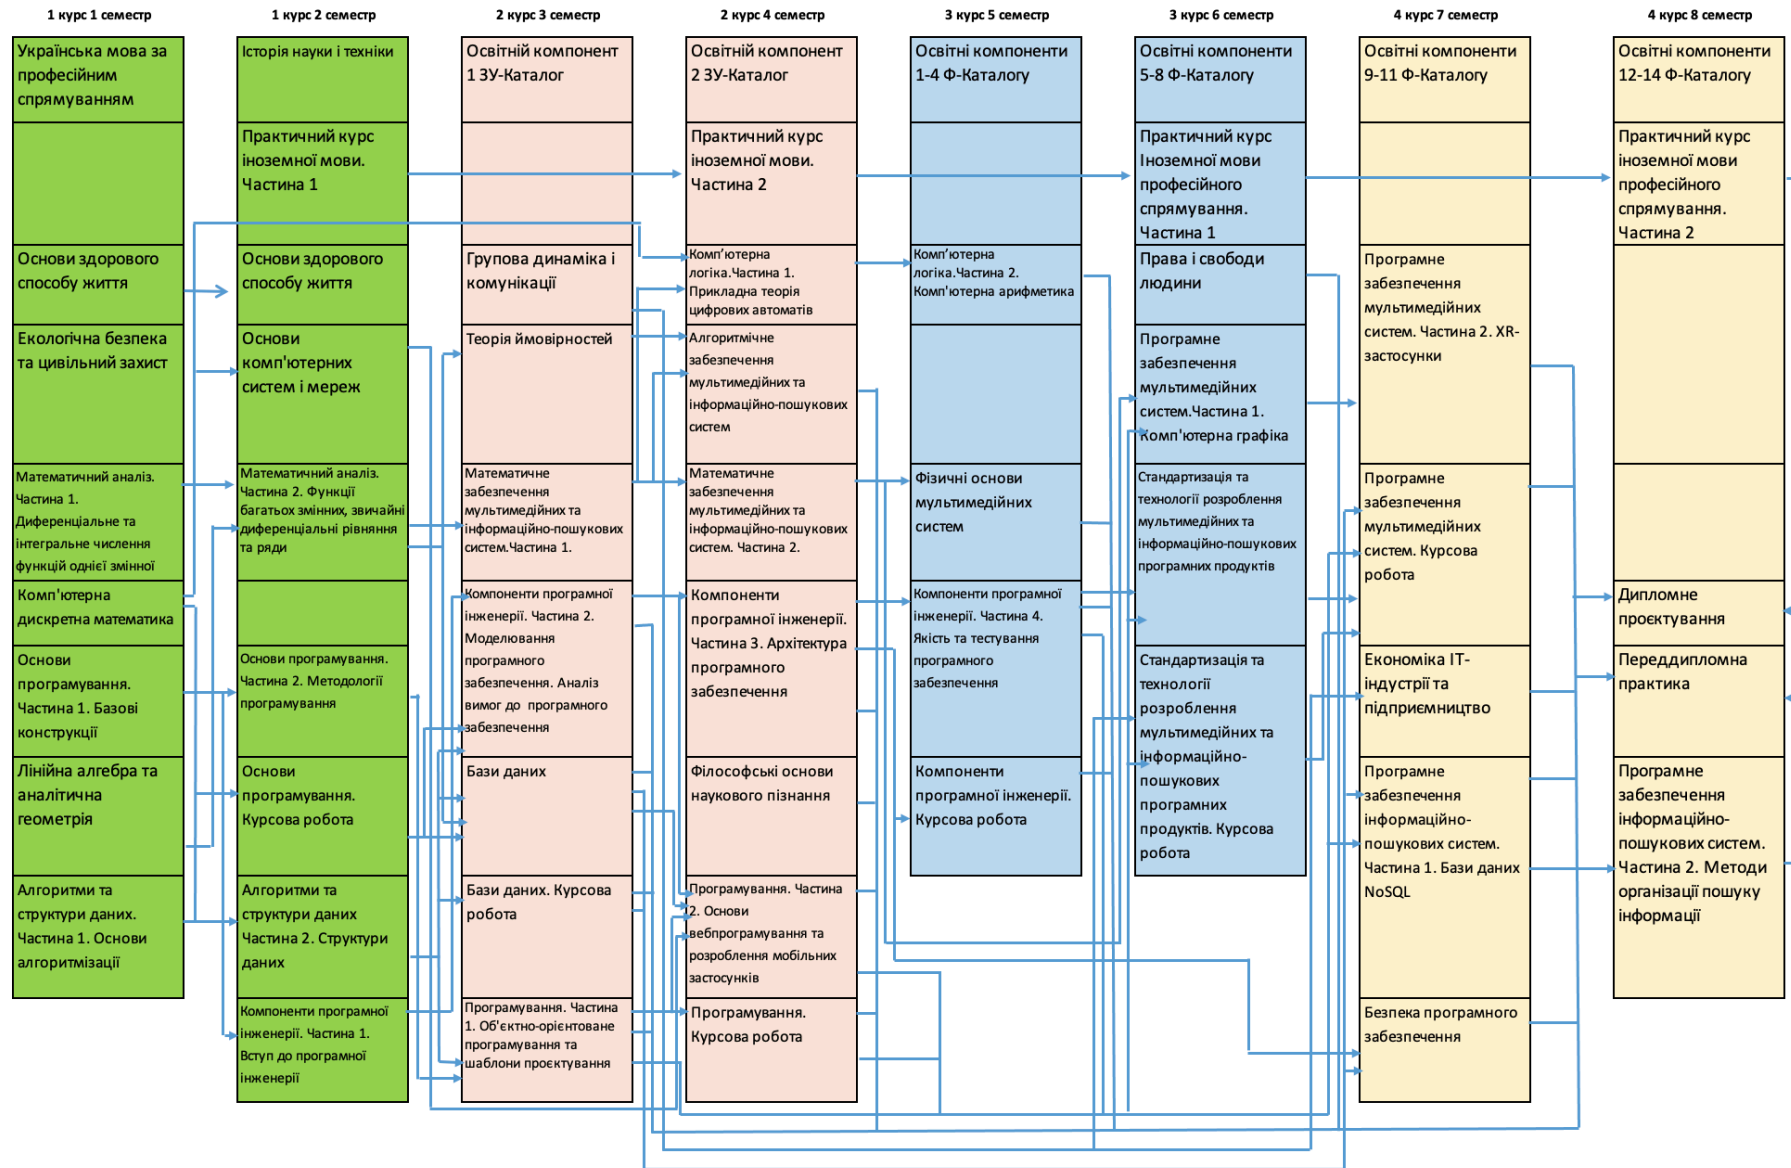 1 курс 1 семестр
1 курс 2 семестр
2 курс 3 семестр
2 курс 4 семестр
3 курс 5 семестр
3 курс 6 семестр
4 курс 7 семестр
4 курс 8 семестр
Українська мова за
професійним
спрямуванням
Основи здорового
способу життя
Екологічна безпека
та цивільний захист
Математичний аналіз.
Частина 1.
Диференціальне та
інтегральне числення
функцій однієї змінної
Комп'ютерна
дискретна математика
Основи
програмування.
Частина 1. Базові
конструкції
Лінійна алгебра та
аналітична
геометрія
Алгоритми та
структури даних.
Частина 1. Основи
алгоритмізації
Історія науки і техніки
Практичний курс
іноземної мови.
Частина 1
Основи здорового
способу життя
Основи
комп'ютерних
систем і мереж
Математичний аналіз.
Частина 2. Функції
багатьох змінних, звичайні
диференціальні рівняння
та ряди
Основи програмування.
Частина 2. Методології
програмування
Основи
програмування.
Курсова робота
Алгоритми та
структури даних
Частина 2. Структури
даних
Компоненти програмної
інженерії. Частина 1.
Вступ до програмної
інженерії
Освітній компонент
1 ЗУ-Каталог
Групова динаміка і
комунікації
Теорія ймовірностей
Математичне
забезпечення
мультимедійних та
інформаційно-пошукових
систем.Частина 1.
Компоненти програмної
інженерії. Частина 2.
Моделювання
програмного
забезпечення. Аналіз
вимог до програмного
забезпечення
Бази даних
Бази даних. Курсова
робота
Програмування. Частина
1. Об'єктно-орієнтоване
програмування та
шаблони проєктування
Освітній компонент
2 ЗУ-Каталог
Практичний курс
іноземної мови.
Частина 2
Комп’ютерна
логіка.Частина 1.
Прикладна теорія
цифрових автоматів
Алгоритмічне
забезпечення
мультимедійних та
інформаційно-пошукових
систем
Математичне
забезпечення
мультимедійних та
інформаційно-пошукових
систем. Частина 2.
Компоненти
програмної інженерії.
Частина 3. Архітектура
програмного
забезпечення
Філософські основи
наукового пізнання
Програмування. Частина
2. Основи
вебпрограмування та
розроблення мобільних
застосунків
Програмування.
Курсова робота
Освітні компоненти
1-4 Ф-Каталогу
Комп’ютерна
логіка.Частина 2.
Комп'ютерна арифметика
Фізичні основи
мультимедійних
систем
Компоненти програмної
інженерії. Частина 4.
Якість та тестування
програмного
забезпечення
Компоненти
програмної інженерії.
Курсова робота
Освітні компоненти
5-8 Ф-Каталогу
Практичний курс
Іноземної мови
професійного
спрямування.
Частина 1
Права і свободи
людини
Програмне
забезпечення
мультимедійних
систем.Частина 1.
Комп'ютерна графіка
Стандартизація та
технології розроблення
мультимедійних та
інформаційно-пошукових
програмних продуктів
Стандартизація та
технології
розроблення
мультимедійних та
інформаційно-
пошукових
програмних
продуктів. Курсова
робота
Освітні компоненти
9-11 Ф-Каталогу
Програмне
забезпечення
мультимедійних
систем. Частина 2. XR-
застосунки
Програмне
забезпечення
мультимедійних
систем. Курсова
робота
Економіка ІТ-
індустрії та
підприємництво
Програмне
забезпечення
інформаційно-
пошукових систем.
Частина 1. Бази даних
NoSQL
Безпека програмного
забезпечення
Освітні компоненти
12-14 Ф-Каталогу
Практичний курс
іноземної мови
професійного
спрямування.
Частина 2
Дипломне
проєктування
Переддипломна
практика
Програмне
забезпечення
інформаційно-
пошукових систем.
Частина 2. Методи
організації пошуку
інформації